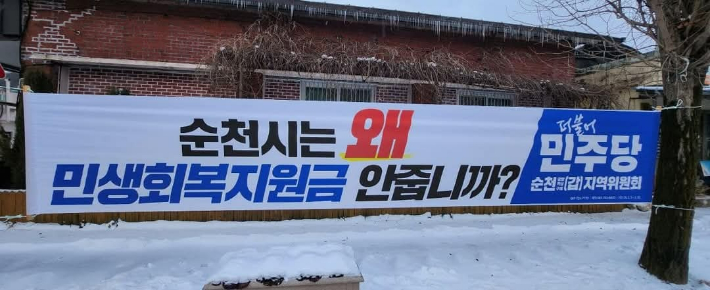 순천시는 왜
민생회복지원금 안줍니까?
더불어
민주당
순천 (갑)지역위원회